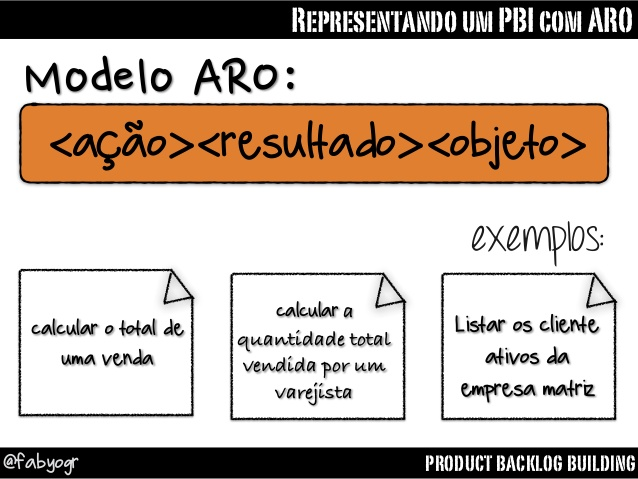 Representando um PBI com ARO
Modelo ARO:
<ação><resultado><objeto>
exemplos:
calcular o total de
uma venda
calcular a
quantidade total
vendida por um
varejista
Listar os cliente
ativos da
empresa matriz
@fabyogr
PRODUCT BACKLOG BUILDING